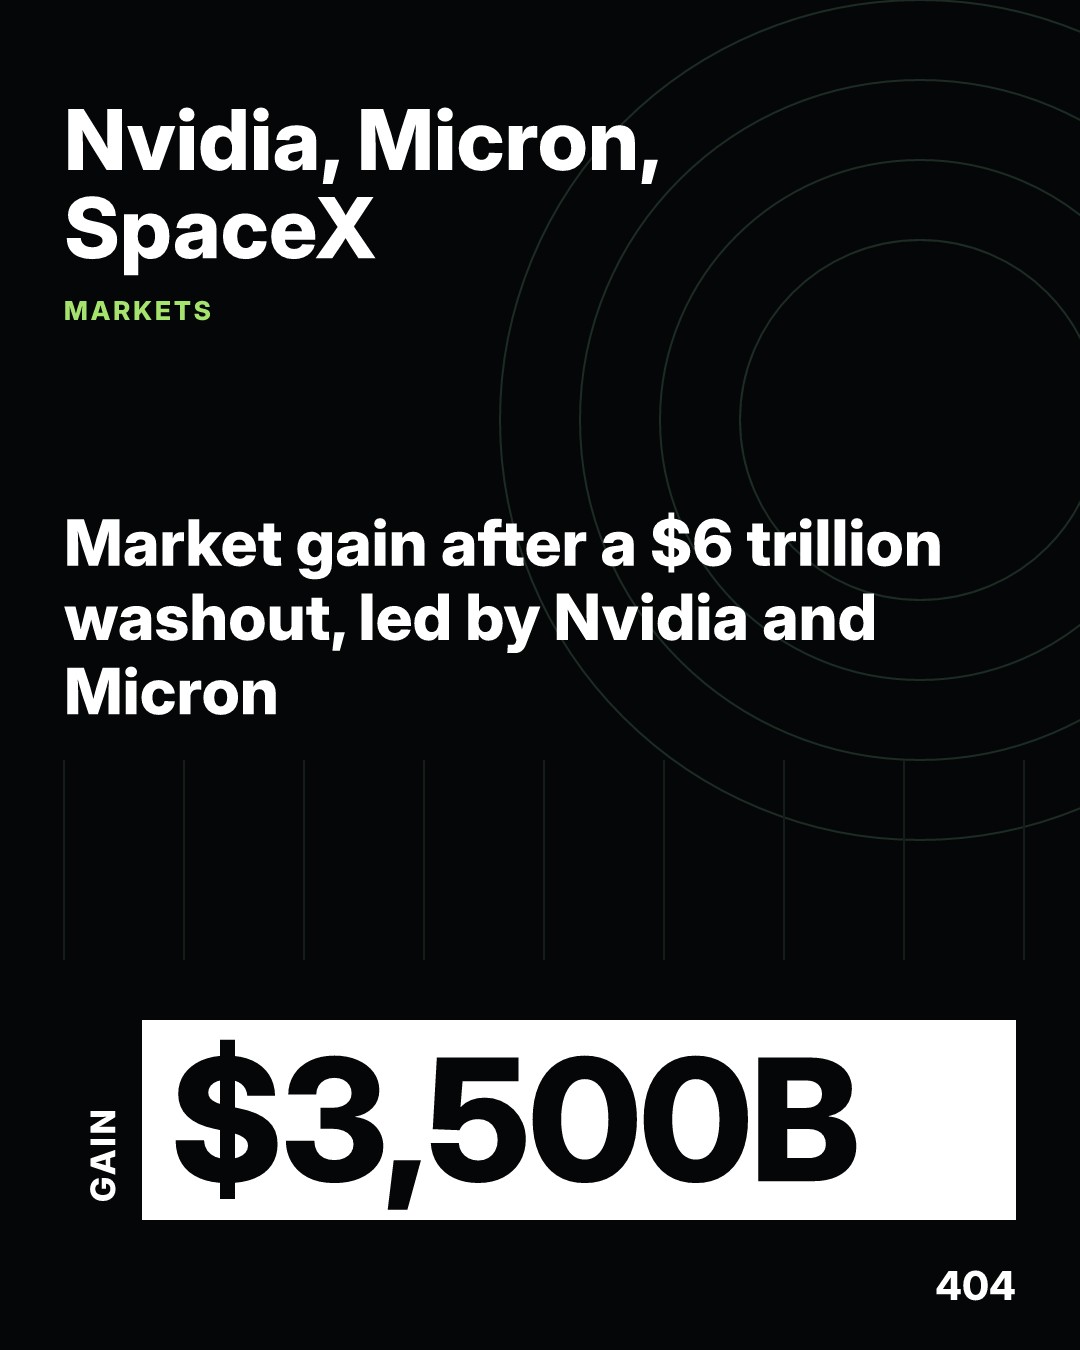 Nvidia, Micron,
SpaceX
MARKETS
Market gain after a $6 trillion
washout, led by Nvidia and
Micron
GAIN
$3,500B
404